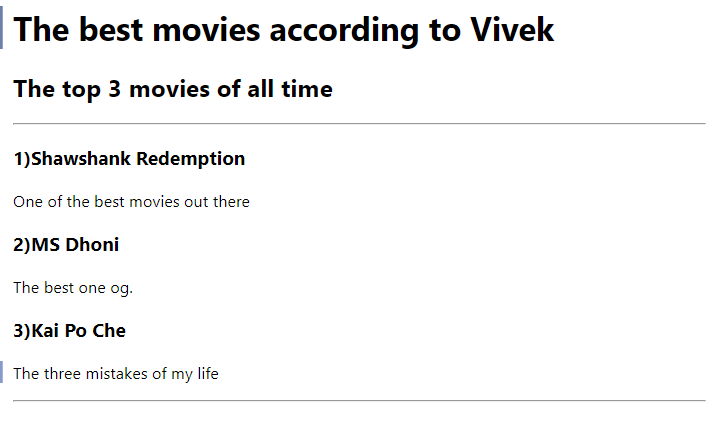 The best movies according to Vivek
The top 3 movies of all time
1)Shawshank Redemption
One of the best movies out there
2)MS Dhoni
The best one og.
3)Kai Po Che
The three mistakes of my life